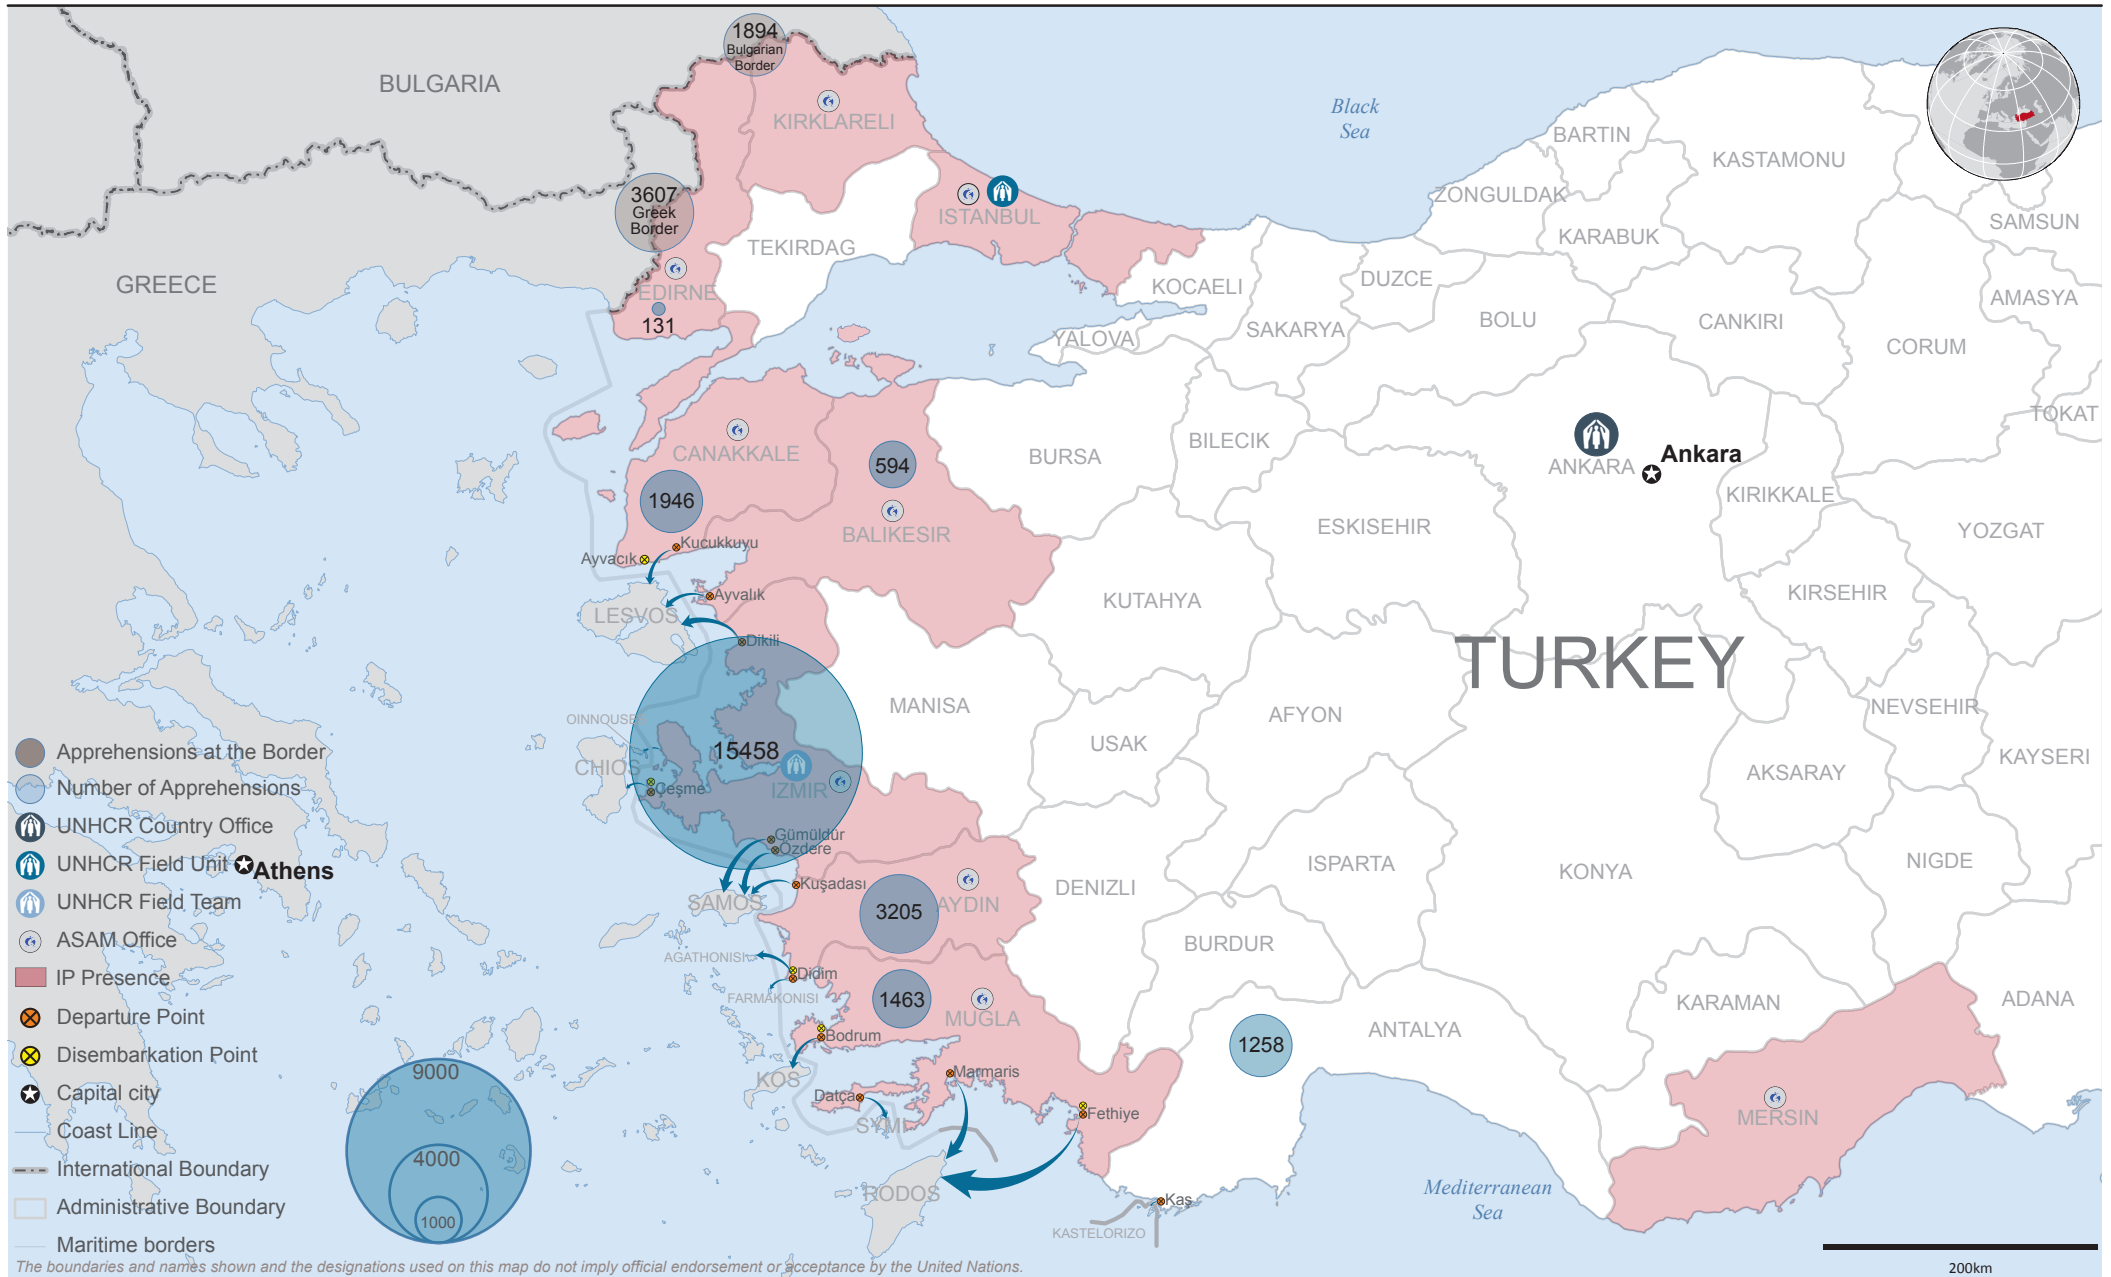 1894
Bulgarian
Border
BULGARIA
KIRKLARELI
Black
Sea
BARTIN
KASTAMONU
3607
Greek
Border
ZONGULDAK
ISTANBUL
SAMSUN
KARABUK
TEKIRDAG
GREECE
EDIRNE
131
KOCAELI
DUZCE
AMASYA
BOLU
CANKIRI
SAKARYA
YALOVA
CORUM
TOKAT
CANAKKALE
594
BURSA
BILECIK
ANKARA
Ankara
1946
KIRIKKALE
ESKISEHIR
BALIKESIR
YOZGAT
Kucukkuyu
Ayvacık
Ayvalık
LESVOS
KUTAHYA
KIRSEHIR
Dikili
TURKEY
MANISA
NEVSEHIR
AFYON
OINNOUSE
USAK
15458
KAYSERI
CHIOS
IZMIR
Çeşme
AKSARAY
Gümüldür
Özdere
ISPARTA
NIGDE
KONYA
Kuşadası
DENIZLI
SAMOS
3205
AYDIN
BURDUR
AGATHONISI
Didim
FARMAKONISI
1463
MUGLA
KARAMAN
ADANA
ANTALYA
Bodrum
1258
KOS
Marmaris
Datça
SYMI
Fethiye
MERSIN
RODOS
Kaş
KASTELORIZO
Mediterranean
Sea
Apprehensions at the Border
Number of Apprehensions
UNHCR Country Office
UNHCR Field Unit
Athens
UNHCR Field Team
ASAM Office
IP Presence
Departure Point
Disembarkation Point
Capital city
Coast Line
International Boundary
Administrative Boundary
Maritime borders
9000
4000
1000
The boundaries and names shown and the designations used on this map do not imply official endorsement or acceptance by the United Nations.
200km